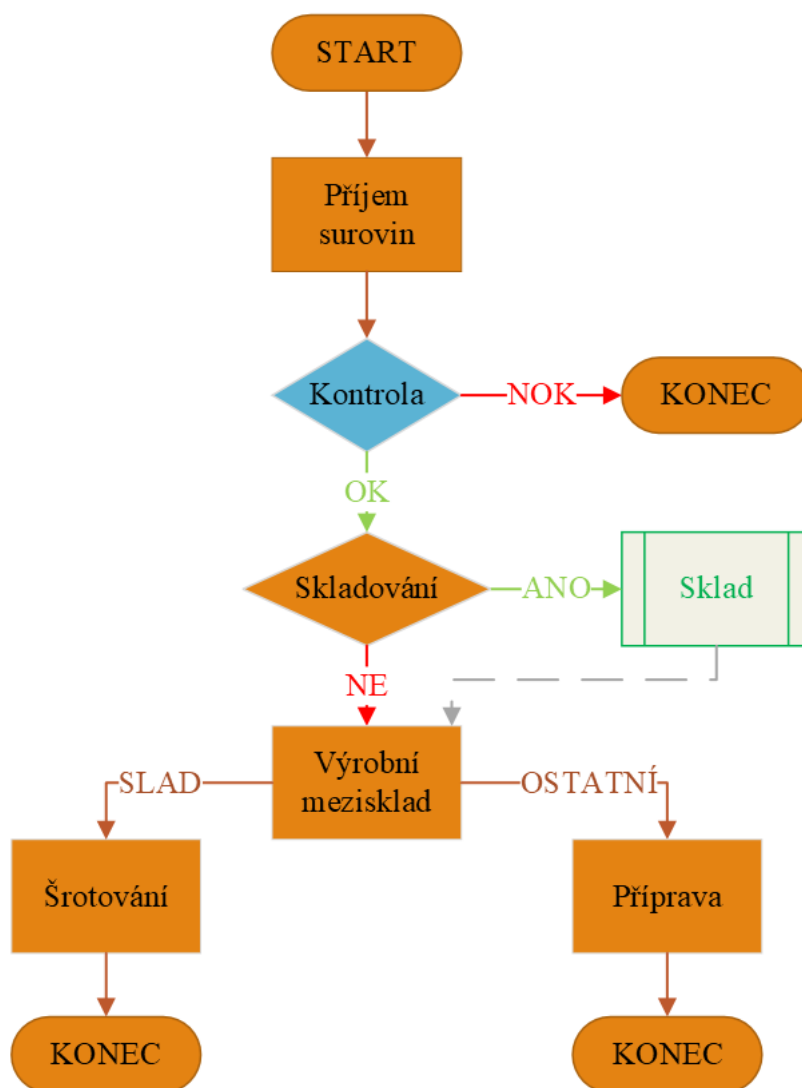 START
Příjem
surovin
Kontrola
NOK
KONEC
OK
Skladování
ANO
Sklad
NE
Výrobní
mezisklad
SLAD
OSTATNÍ
Šrotování
Příprava
KONEC
KONEC